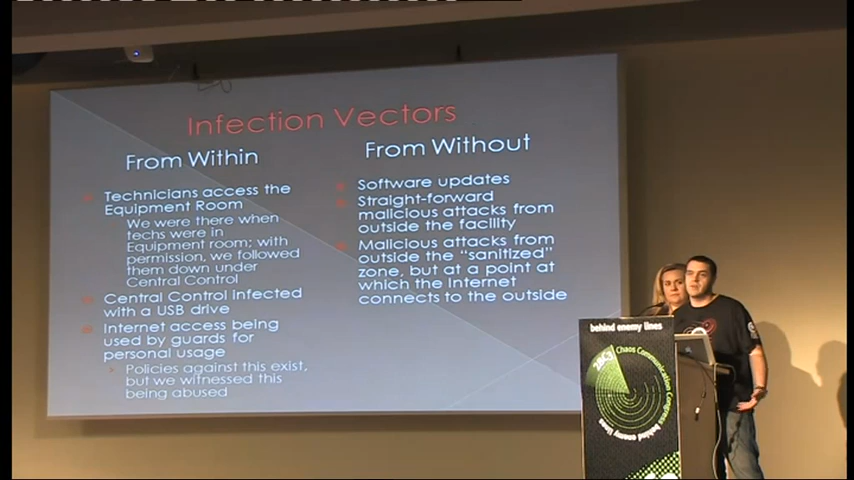 Infection Vectors
From Within
Technicians access the
Equipment Room
We were there when
techs were in
Equipment room; with
permission, we followed
them down under
Central Control
Central Control infected
with a USB drive
Internet access being
used by guards for
personal usage
Policies against this exist,
but we witnessed this
being abused
From Without
Software updates
Straight-forward
malicious attacks from
outside the facility
Malicious attacks from
outside the "sanitized"
zone, but at a point at
which the Internet
connects to the outside
behind enemy lines
28C3
Chaos Communication Congress
behind enemy lines